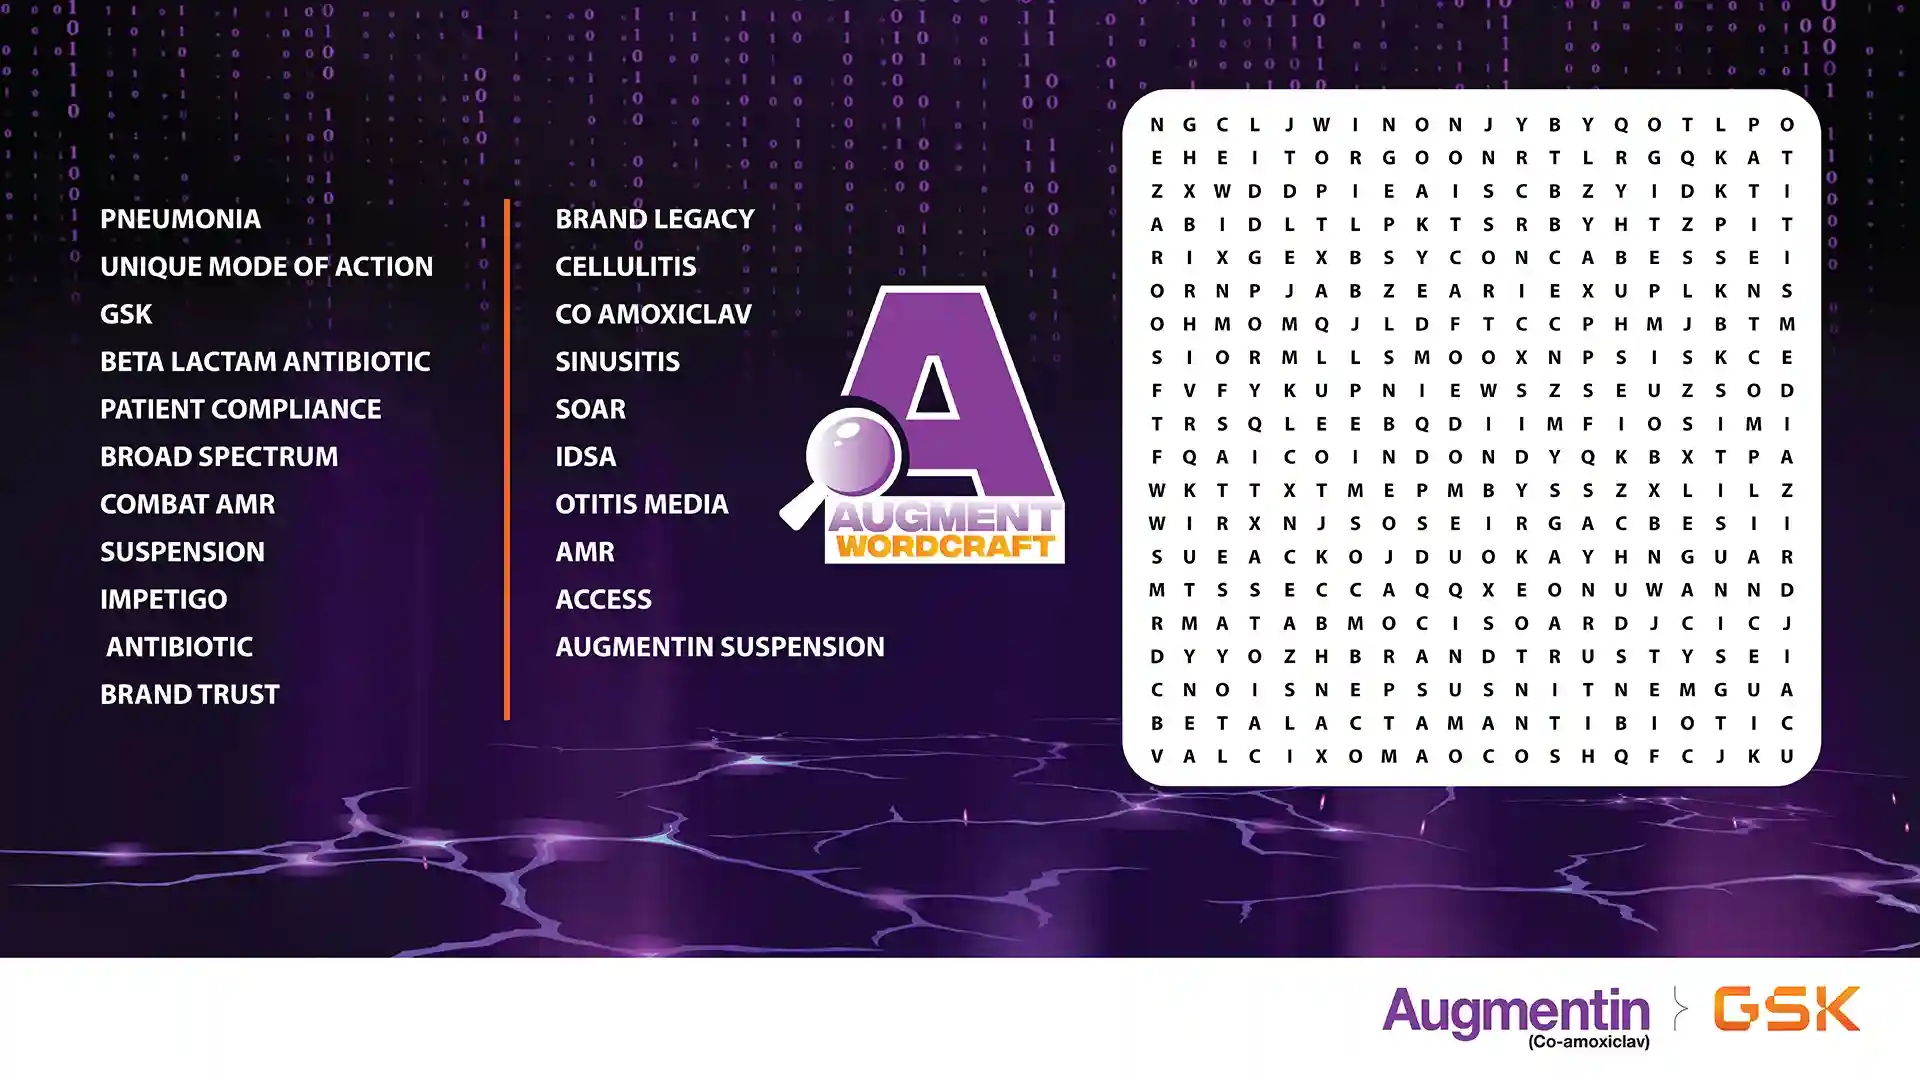 PNEUMONIA
UNIQUE MODE OF ACTION
GSK
BETA LACTAM ANTIBIOTIC
PATIENT COMPLIANCE
BROAD SPECTRUM
COMBAT AMR
SUSPENSION
IMPETIGO
ANTIBIOTIC
BRAND TRUST
BRAND LEGACY
CELLULITIS
CO AMOXICLAV
SINUSITIS
SOAR
IDSA
OTITIS MEDIA
AMR
ACCESS
AUGMENTIN SUSPENSION
A
AUGMENT
WORDCRAFT
N G C L J W I N O N J Y B Y Q O T L P O
E H E I T O R G O O N R T L R G Q K A T
Z X W D D P I E A I S C B Z Y I D K T I
A B I D L T L P K T S R B Y H T Z P I T
R I X G E X B S Y C O N C A B E S S E I
O R N P J A B Z E A R I E X U P L K N S
O H M O M Q J L D F T C C P H M J B T M
S I O R M L L S M O O X N P S I S K C E
F V F Y K U P N I E W S Z S E U Z S O D
T R S Q L E E B Q D I I M F I O S I M I
F Q A I C O I N D O N D Y Q K B X T P A
W K T T X T M E P M B Y S S Z X L I L Z
W I R X N J S O S E I R G A C B E S I I
S U E A C K O J D U O K A Y H N G U A R
M T S S E C C A Q Q X E O N U W A N N D
R M A T A B M O C I S O A R D J C I C J
D Y Y O Z H B R A N D T R U S T Y S E I
C N O I S N E P S U S N I T N E M G U A
B E T A L A C T A M A N T I B I O T I C
V A L C I X O M A O C O S H Q F C J K U
Augmentin
(Co-amoxiclav)
GSK